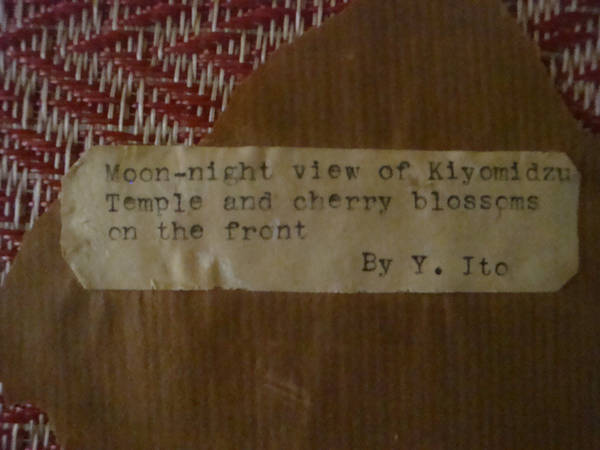 Moon-night view of Kiyomidzu
Temple and cherry blossoms
on the front
By Y. Ito